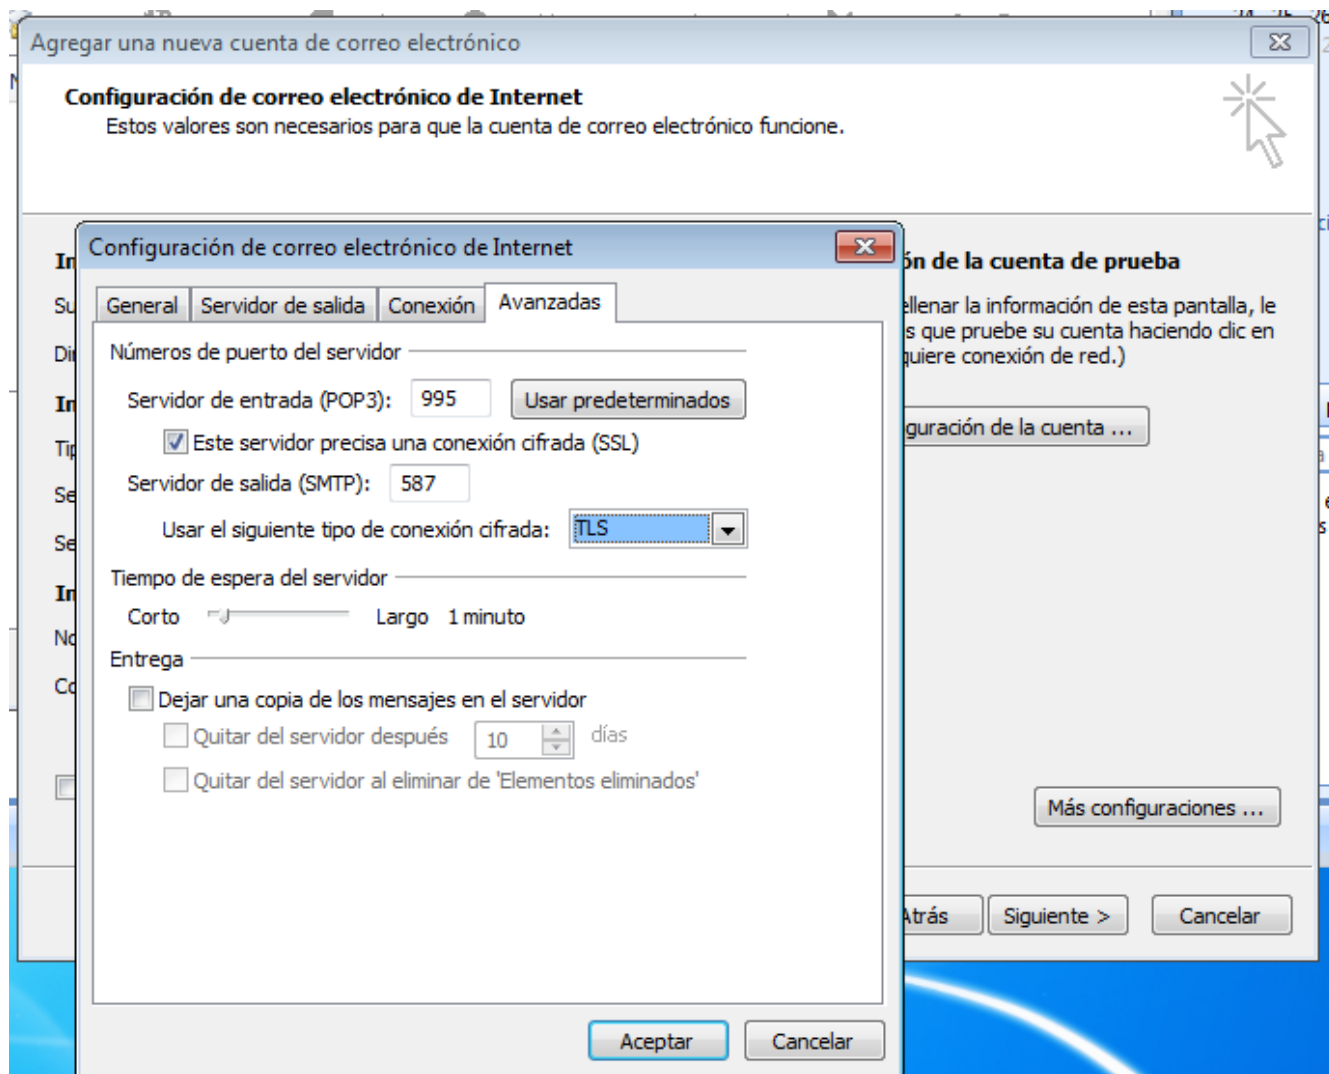 Agregar una nueva cuenta de correo electrónico
Configuración de correo electrónico de Internet
Estos valores son necesarios para que la cuenta de correo electrónico funcione.
Configuración de correo electrónico de Internet
ón de la cuenta de prueba
General Servidor de salida Conexión Avanzadas
ellenar la información de esta pantalla, le
s que pruebe su cuenta haciendo clic en
quiere conexión de red.)
Números de puerto del servidor
Servidor de entrada (POP3): 995 Usar predeterminados
guración de la cuenta ...
Este servidor precisa una conexión cifrada (SSL)
Servidor de salida (SMTP): 587
Usar el siguiente tipo de conexión cifrada: TLS
Tiempo de espera del servidor
Corto Largo 1 minuto
Entrega
Dejar una copia de los mensajes en el servidor
Quitar del servidor después 10 días
Quitar del servidor al eliminar de 'Elementos eliminados'
Más configuraciones ...
Atrás Siguiente > Cancelar
Aceptar Cancelar